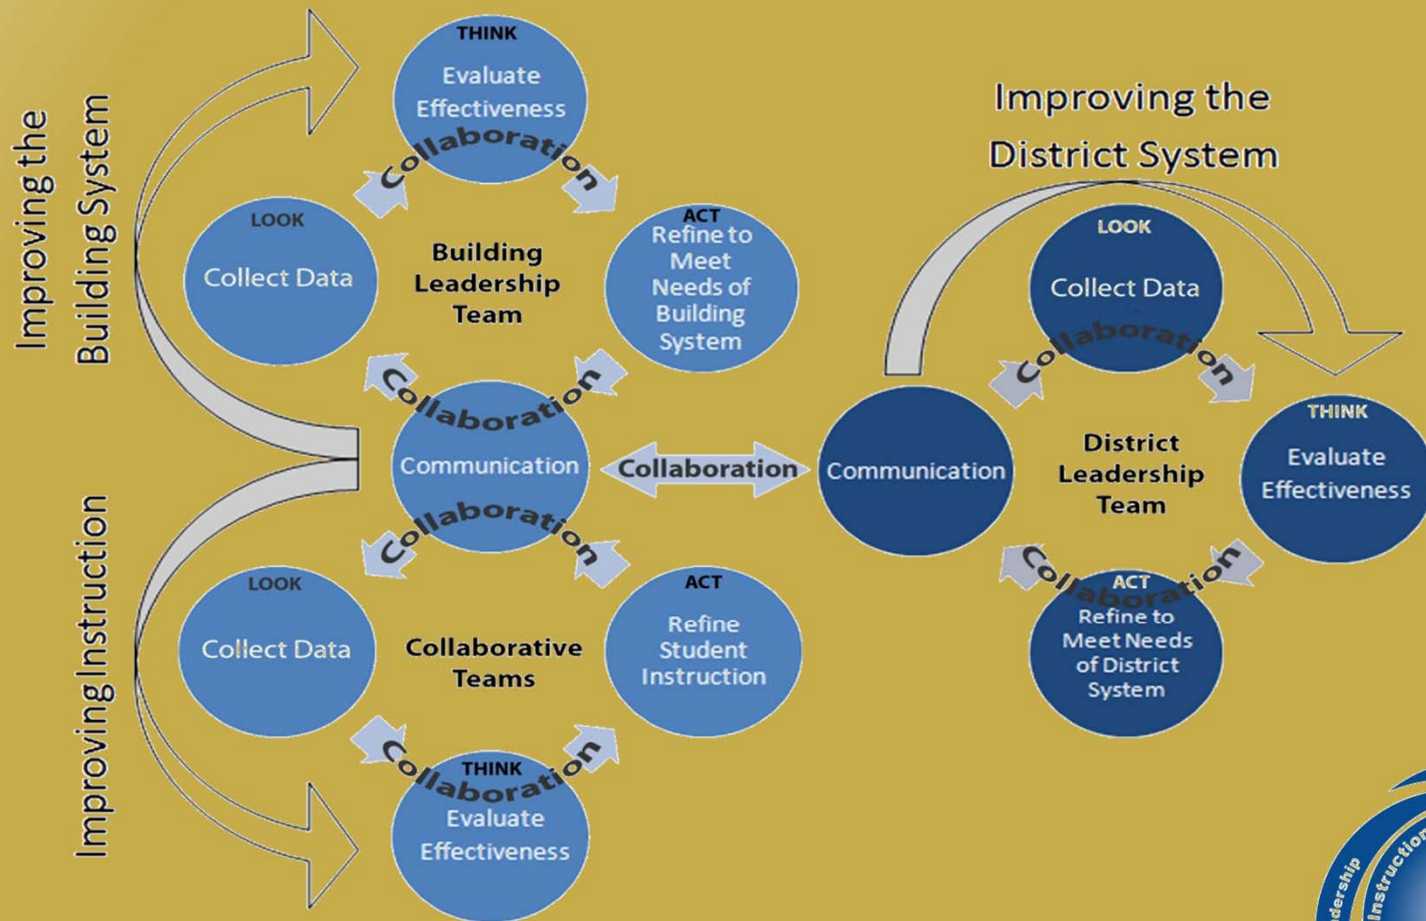 Improving the
Building System
THINK
Evaluate
Effectiveness
Collaboration
LOOK
Collect Data
Building
Leadership
Team
ACT
Refine to
Meet
Needs of
Building
System
Collaboration
Communication
Collaboration
Improving Instruction
LOOK
Collect Data
Collaborative
Teams
ACT
Refine
Student
Instruction
Collaboration
THINK
Evaluate
Effectiveness
Collaboration
Improving the
District System
LOOK
Collect Data
Collaboration
Communication
District
Leadership
Team
THINK
Evaluate
Effectiveness
Collaboration
ACT
Refine to
Meet Needs
of District
System
Instruction